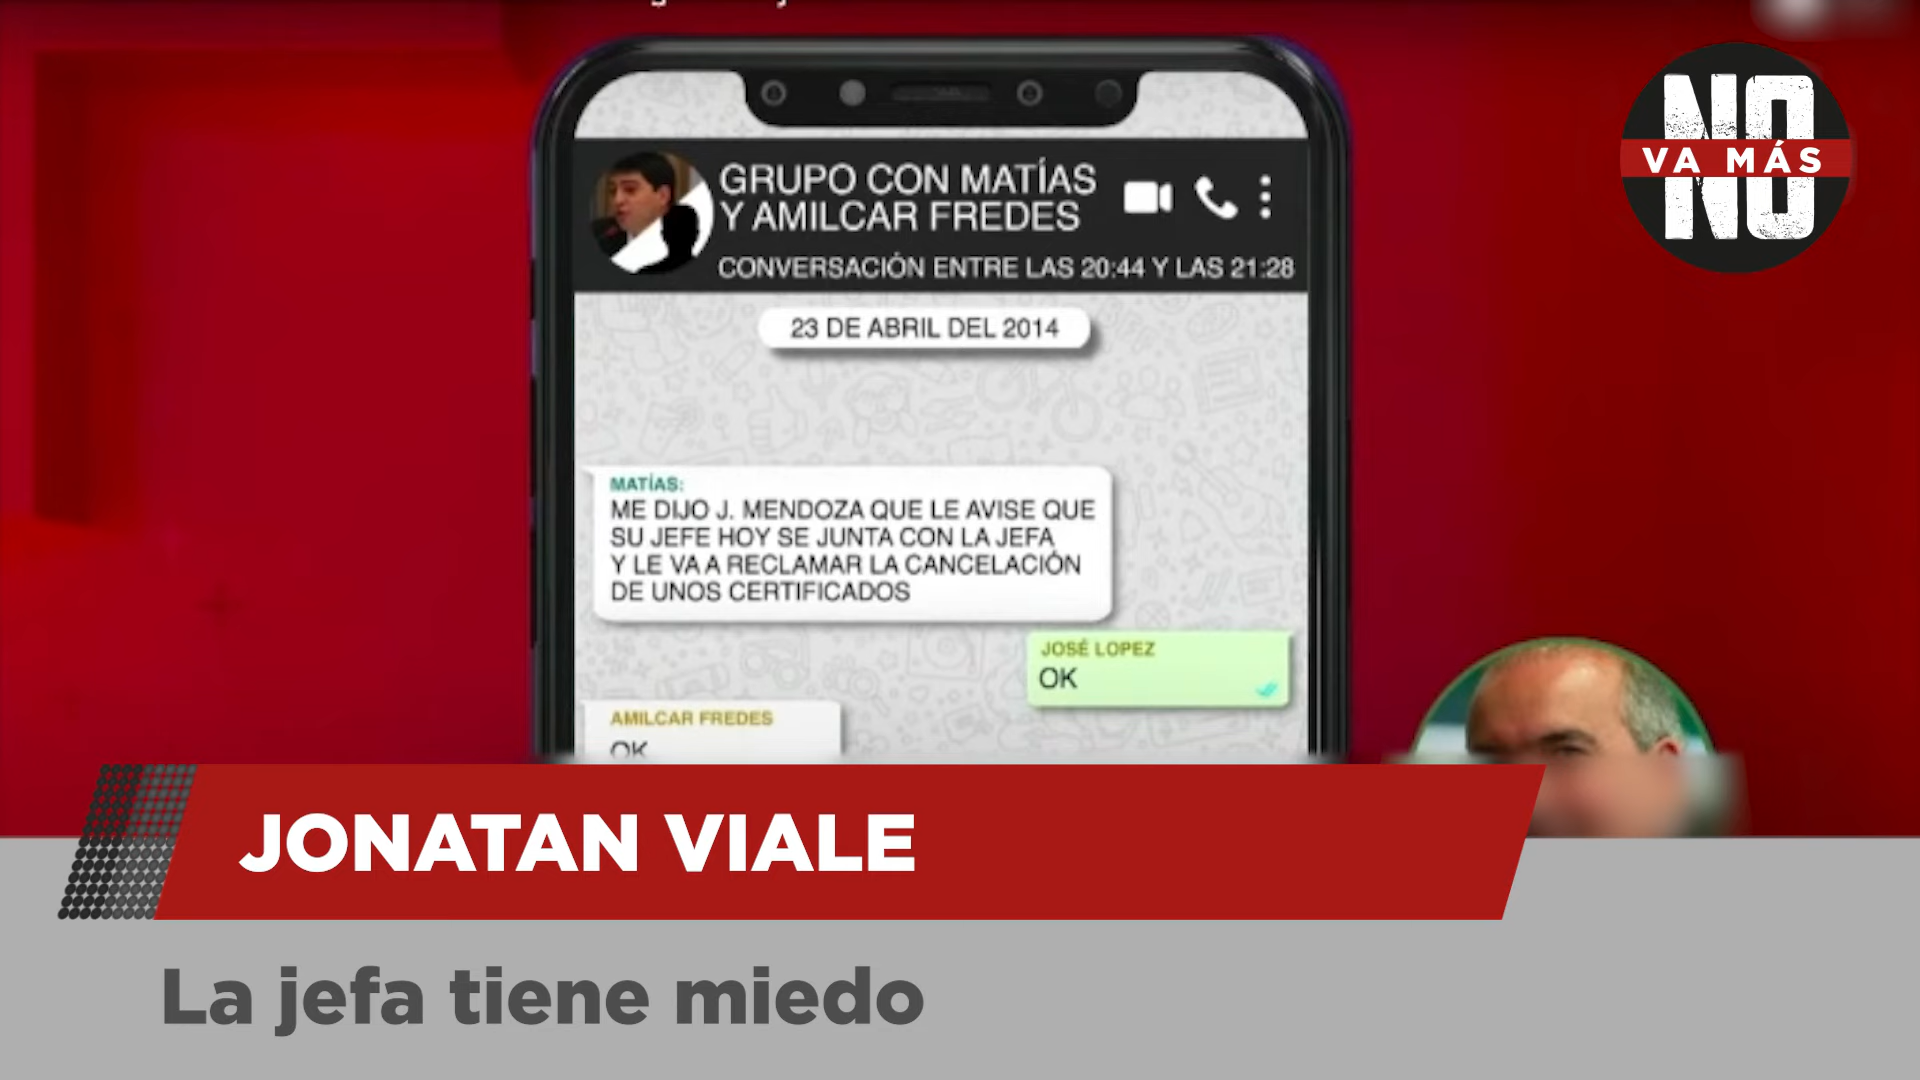 NO
VA MÁS
GRUPO CON MATÍAS
Y AMILCAR FREDES
CONVERSACIÓN ENTRE LAS 20:44 Y LAS 21:28
23 DE ABRIL DEL 2014
MATÍAS:
ME DIJO J. MENDOZA QUE LE AVISE QUE
SU JEFE HOY SE JUNTA CON LA JEFA
Y LE VA A RECLAMAR LA CANCELACIÓN
DE UNOS CERTIFICADOS
JOSÉ LOPEZ
OK
AMILCAR FREDES
OK
JONATAN VIALE
La jefa tiene miedo